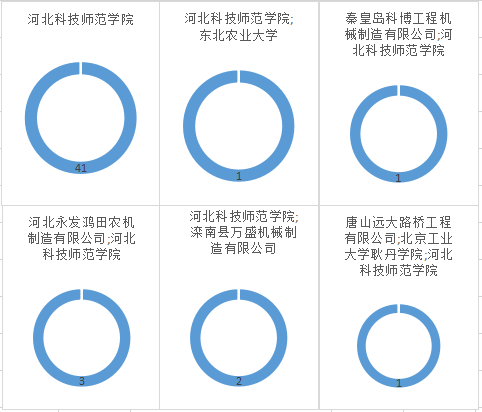 河北科技师范学院
41
河北科技师范学院;
东北农业大学
1
秦皇岛科博工程机
械制造有限公司;河
北科技师范学院
1
河北永发鸿田农机
制造有限公司;河北
科技师范学院
3
河北科技师范学院;
滦南县万盛机械制
造有限公司
2
唐山远大路桥工程
有限公司;北京工业
大学耿丹学院;河北
科技师范学院
1